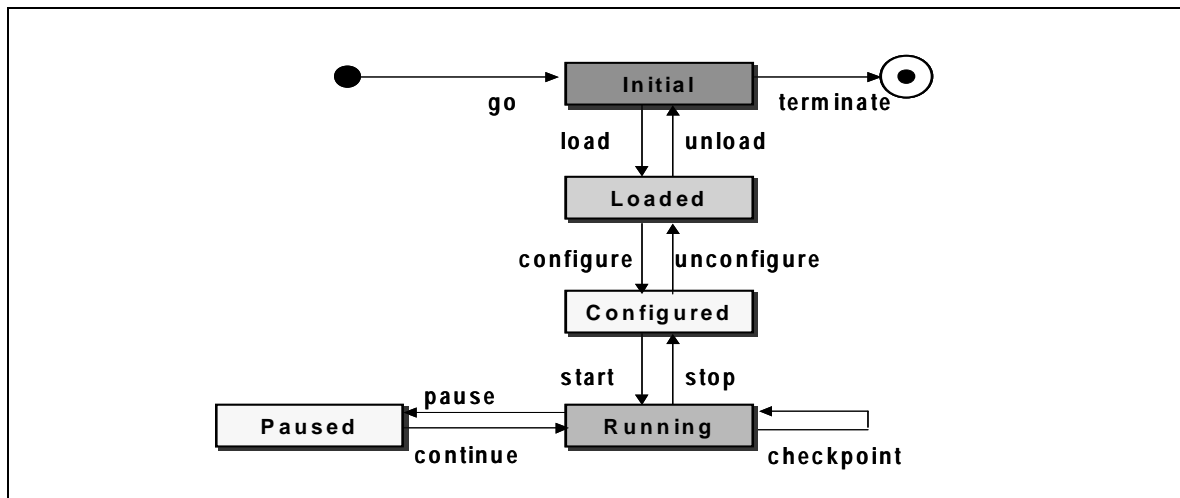 Initial
go
terminate
load
unload
Loaded
configure
unconfigure
Configured
start
stop
pause
Paused
Running
continue
checkpoint